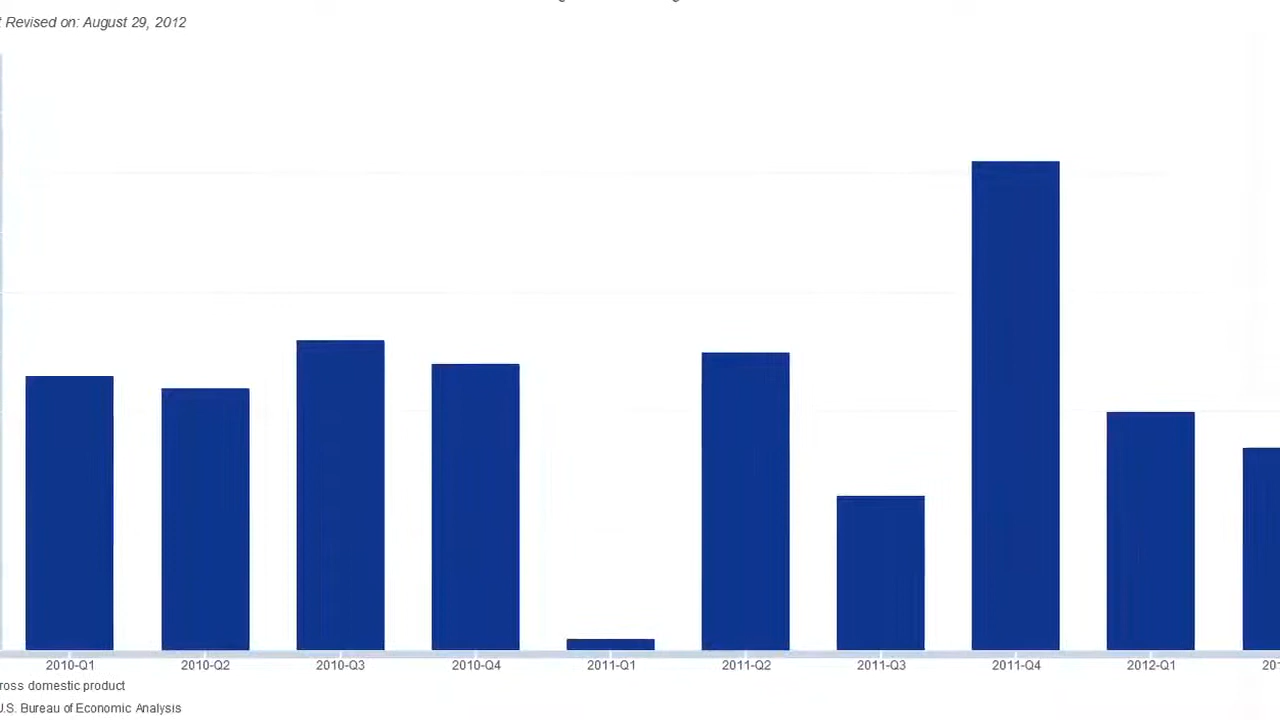 Revised on: August 29, 2012
2010-Q1 2010-Q2 2010-Q3 2010-Q4 2011-Q1 2011-Q2 2011-Q3 2011-Q4 2012-Q1 201
ross domestic product
U.S. Bureau of Economic Analysis